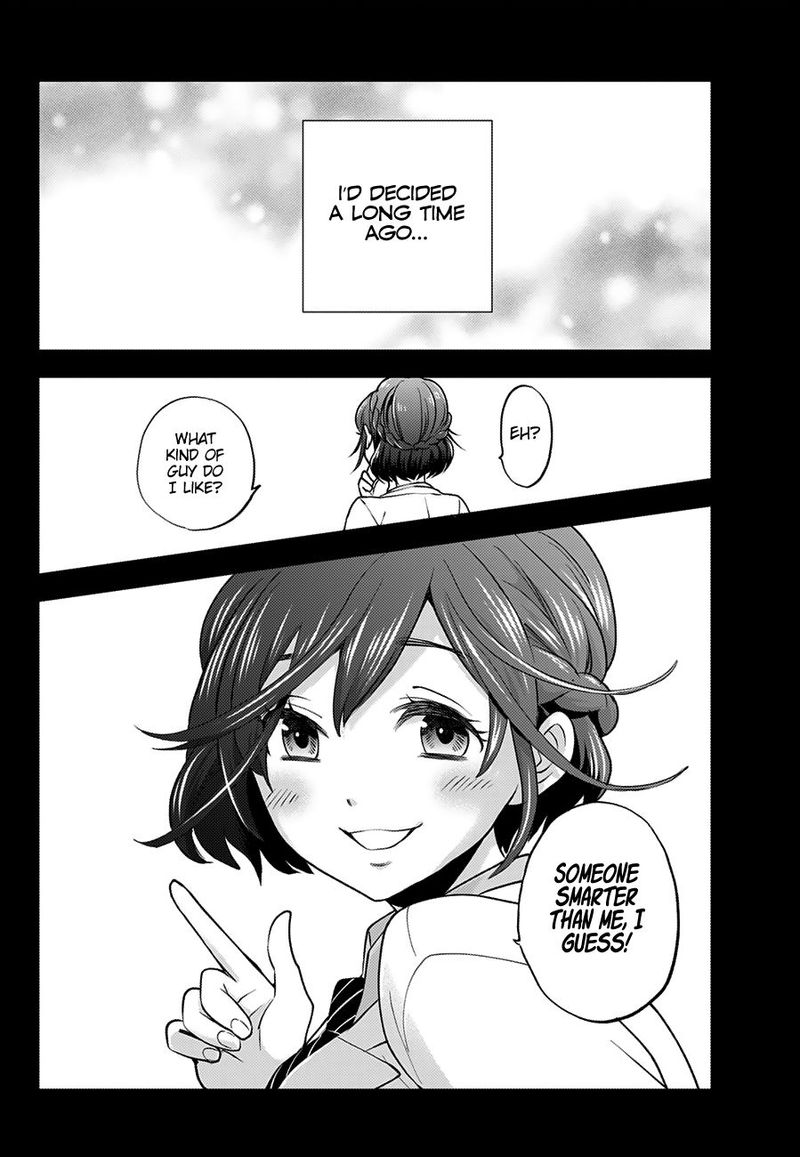 I'D DECIDED
A LONG TIME
AGO...
EH?
WHAT
KIND OF
GUY DO
I LIKE?
SOMEONE
SMARTER
THAN ME, I
GUESS!